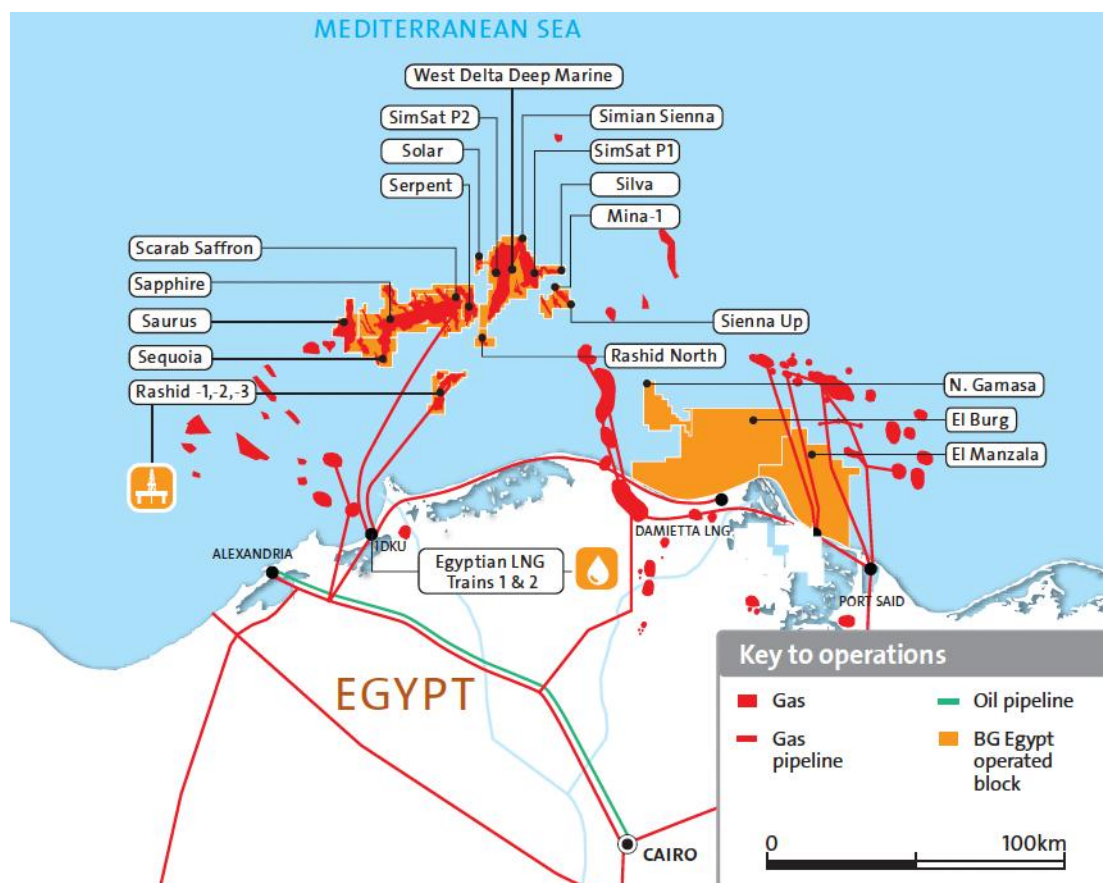 MEDITERRANEAN SEA
West Delta Deep Marine
SimSat P2
Simian Sienna
Solar
SimSat P1
Serpent
Silva
Mina-1
Scarab Saffron
Sapphire
Saurus
Sienna Up
Sequoia
Rashid North
Rashid -1,-2,-3
N. Gamasa
El Burg
El Manzala
DAMIETTA LNG
ALEXANDRIA
IDKU
Egyptian LNG
Trains 1 & 2
PORT SAID
EGYPT
Key to operations
Gas
Oil pipeline
Gas
pipeline
BG Egypt
operated
block
0
100km
CAIRO